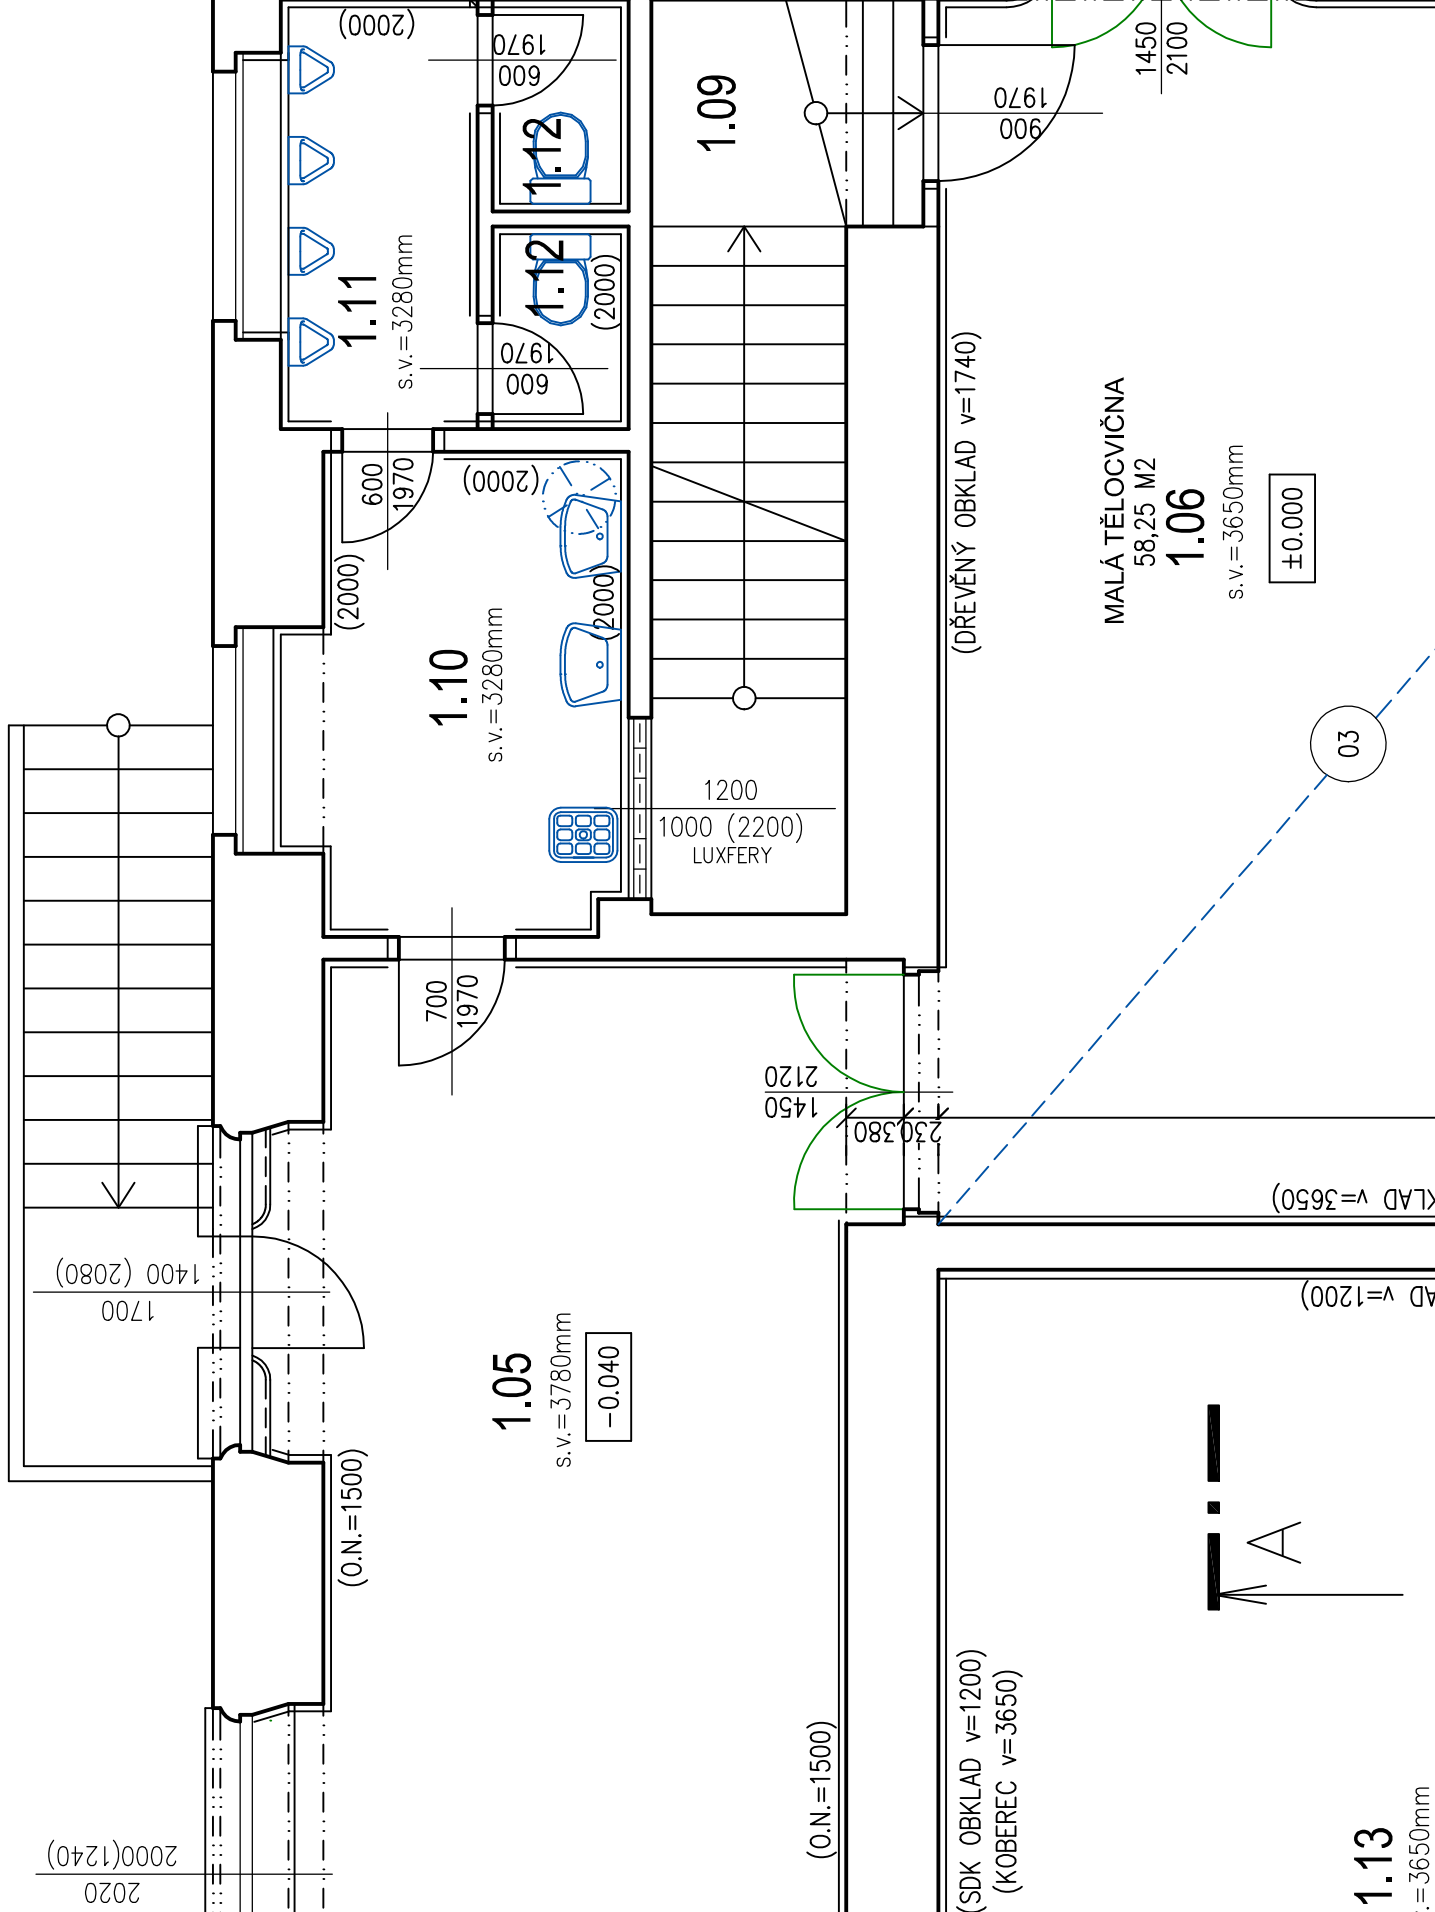 (2000)
1970
600
1.12
1.09
1450
2100
1970
900
1.11
s.v.=3280mm
1.12
(2000)
1970
600
600
1970
(2000)
(2000)
(2000)
1.10
s.v.=3280mm
(DŘEVĚNÝ OBKLAD v=1740)
MALÁ TĚLOCVIČNA
58,25 M2
1.06
s.v.=3650mm
±0.000
03
1200
1000 (2200)
LUXFERY
700
1970
2120
1450
380
230
KLAD v=3650)
AD v=1200)
1400 (2080)
1700
1.05
s.v.=3780mm
-0.040
(O.N.=1500)
A
(O.N.=1500)
(SDK OBKLAD v=1200)
(KOBEREC v=3650)
2000(1240)
2020
1.13
.=3650mm